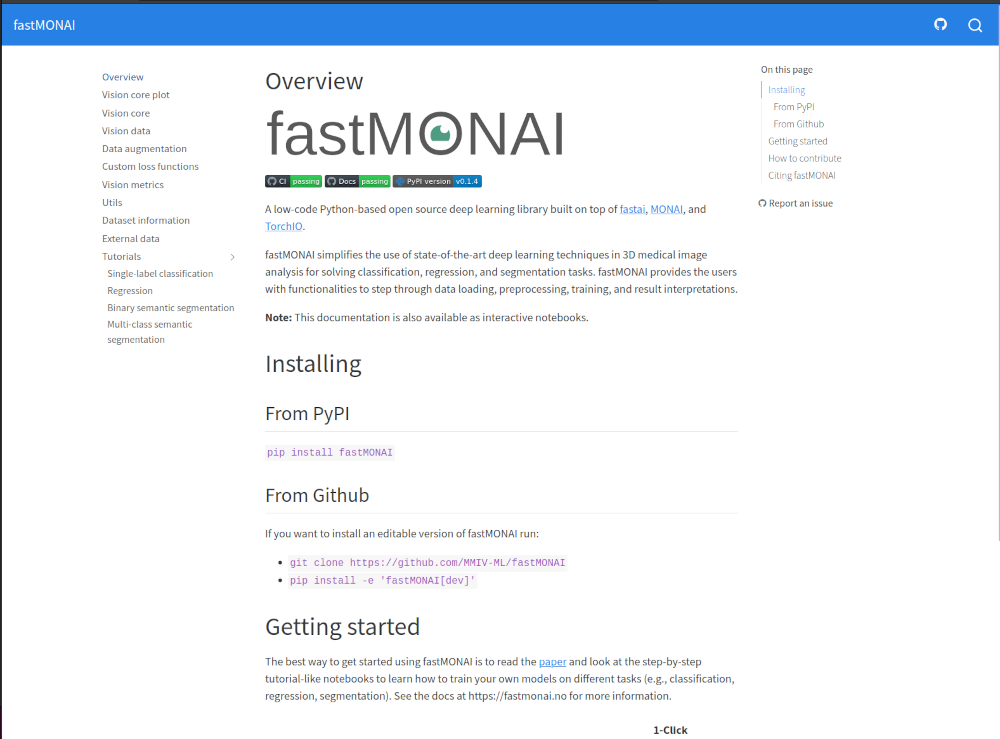 fastMONAI
Overview
Vision core plot
Vision core
Vision data
Data augmentation
Custom loss functions
Vision metrics
Utils
Dataset information
External data
Tutorials
Single-label classification
Regression
Binary semantic segmentation
Multi-class semantic
segmentation
Overview
fastMONAI
CI passing Docs passing PyPI version v0.1.4
A low-code Python-based open source deep learning library built on top of fastai, MONAI, and
TorchIO.
fastMONAI simplifies the use of state-of-the-art deep learning techniques in 3D medical image
analysis for solving classification, regression, and segmentation tasks. fastMONAI provides the users
with functionalities to step through data loading, preprocessing, training, and result interpretations.
Note: This documentation is also available as interactive notebooks.
Installing
From PyPI
pip install fastMONAI
From Github
If you want to install an editable version of fastMONAI run:
• git clone https://github.com/MMIV-ML/fastMONAI
• pip install -e 'fastMONAI[dev]'
Getting started
The best way to get started using fastMONAI is to read the paper and look at the step-by-step
tutorial-like notebooks to learn how to train your own models on different tasks (e.g., classification,
regression, segmentation). See the docs at https://fastmonai.no for more information.
1-Click
On this page
Installing
From PyPI
From Github
Getting started
How to contribute
Citing fastMONAI
Report an issue